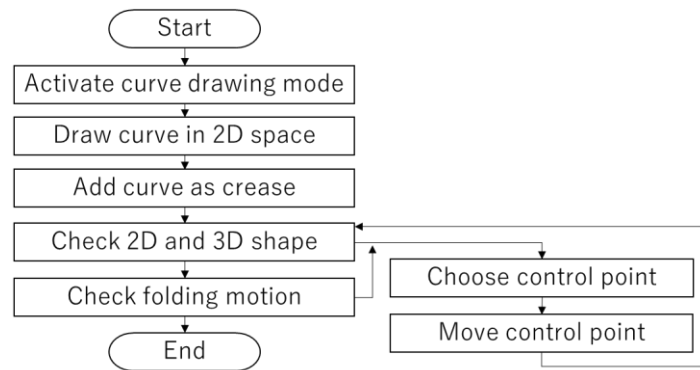 Start
Activate curve drawing mode
Draw curve in 2D space
Add curve as crease
Check 2D and 3D shape
Check folding motion
End
Choose control point
Move control point